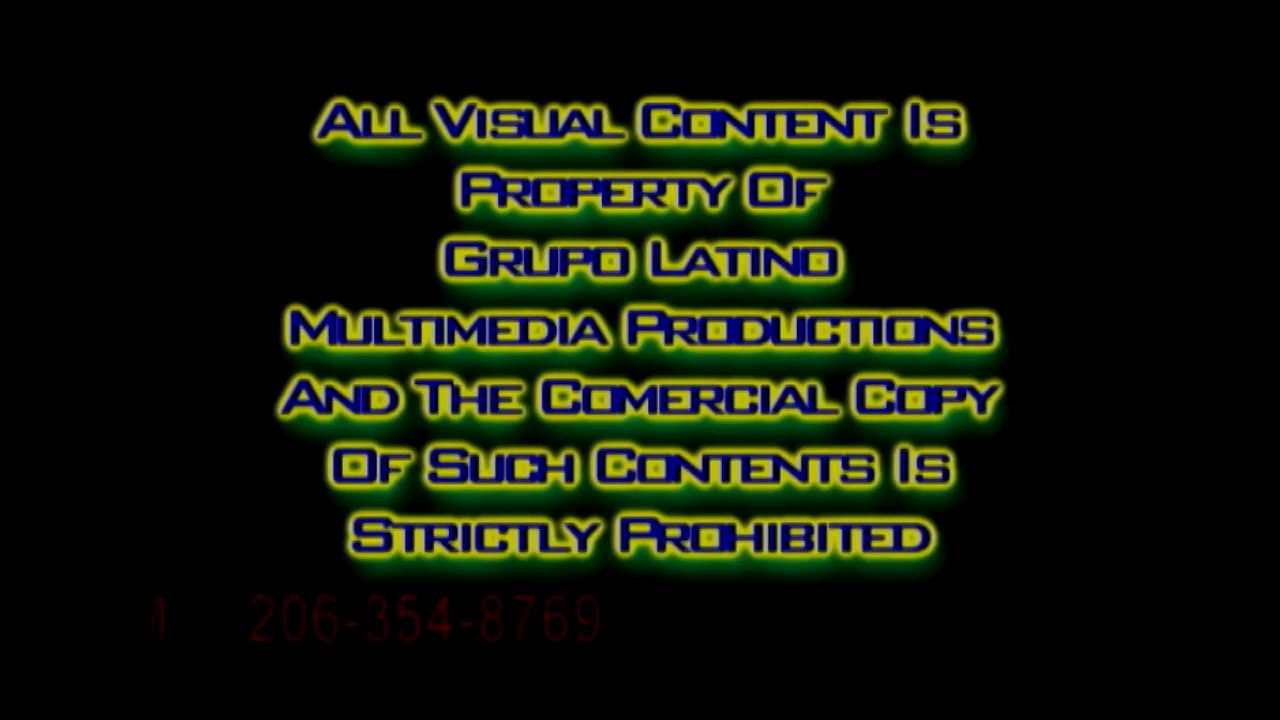 All Visual Content Is
Property Of
Grupo Latino
Multimedia Productions
And The Comercial Copy
Of Such Contents Is
Strictly Prohibited
M 206-354-8769